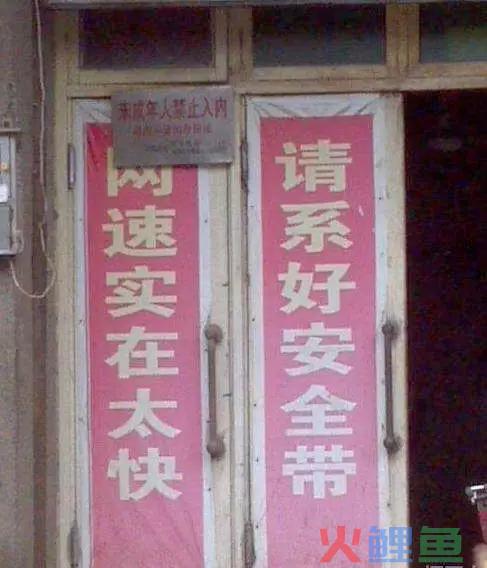 未成年人禁止入内
网速实在太快
请系好安全带
火鲤鱼